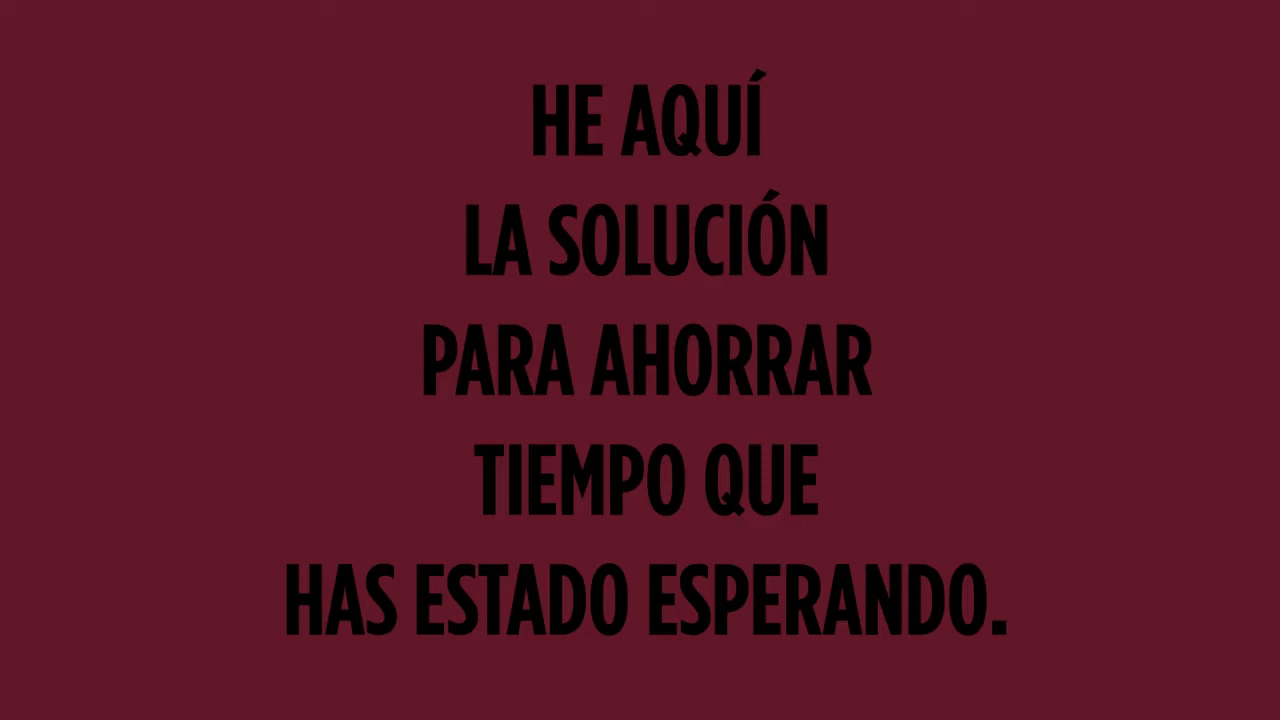 HE AQUÍ
LA SOLUCIÓN
PARA AHORRAR
TIEMPO QUE
HAS ESTADO ESPERANDO.